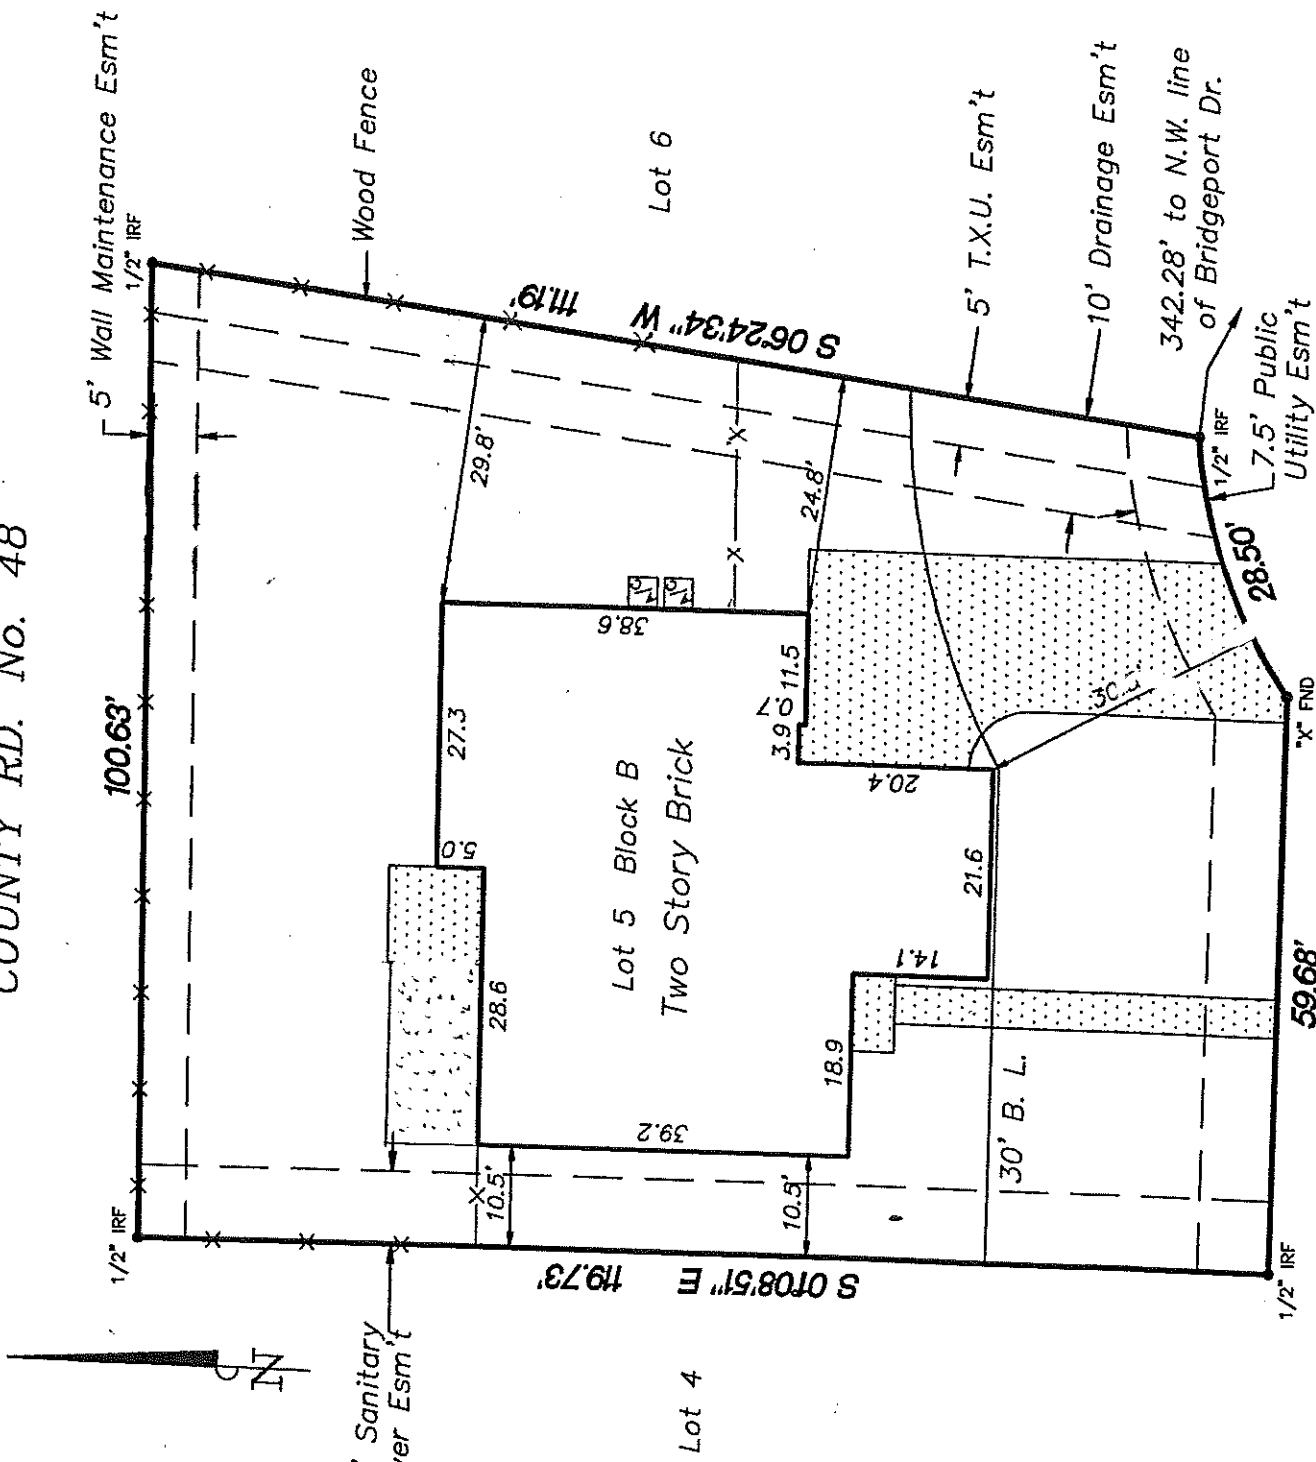 COUNTY RD. No. 48
5' Wall Maintenance Esm't
1/2" IRF
100.63'
1/2" IRF
Wood Fence
Lot 6
S 06°24'34" W 111.19'
5' T.X.U. Esm't
10' Drainage Esm't
342.28' to N.W. line
of Bridgeport Dr.
7.5' Public
Utility Esm't
1/2" IRF
28.50'
"X" FND
59.68'
1/2" IRF
S 01°08'51" E 119.73'
Lot 4
N
' Sanitary
Esm't
29.8'
24.8'
27.3
38.6
A/C
A/C
11.5
0.7
3.9
20.4
21.6
14.1
18.9
39.2
28.6
5.0
10.5'
10.5'
Lot 5 Block B
Two Story Brick
30' B. L.